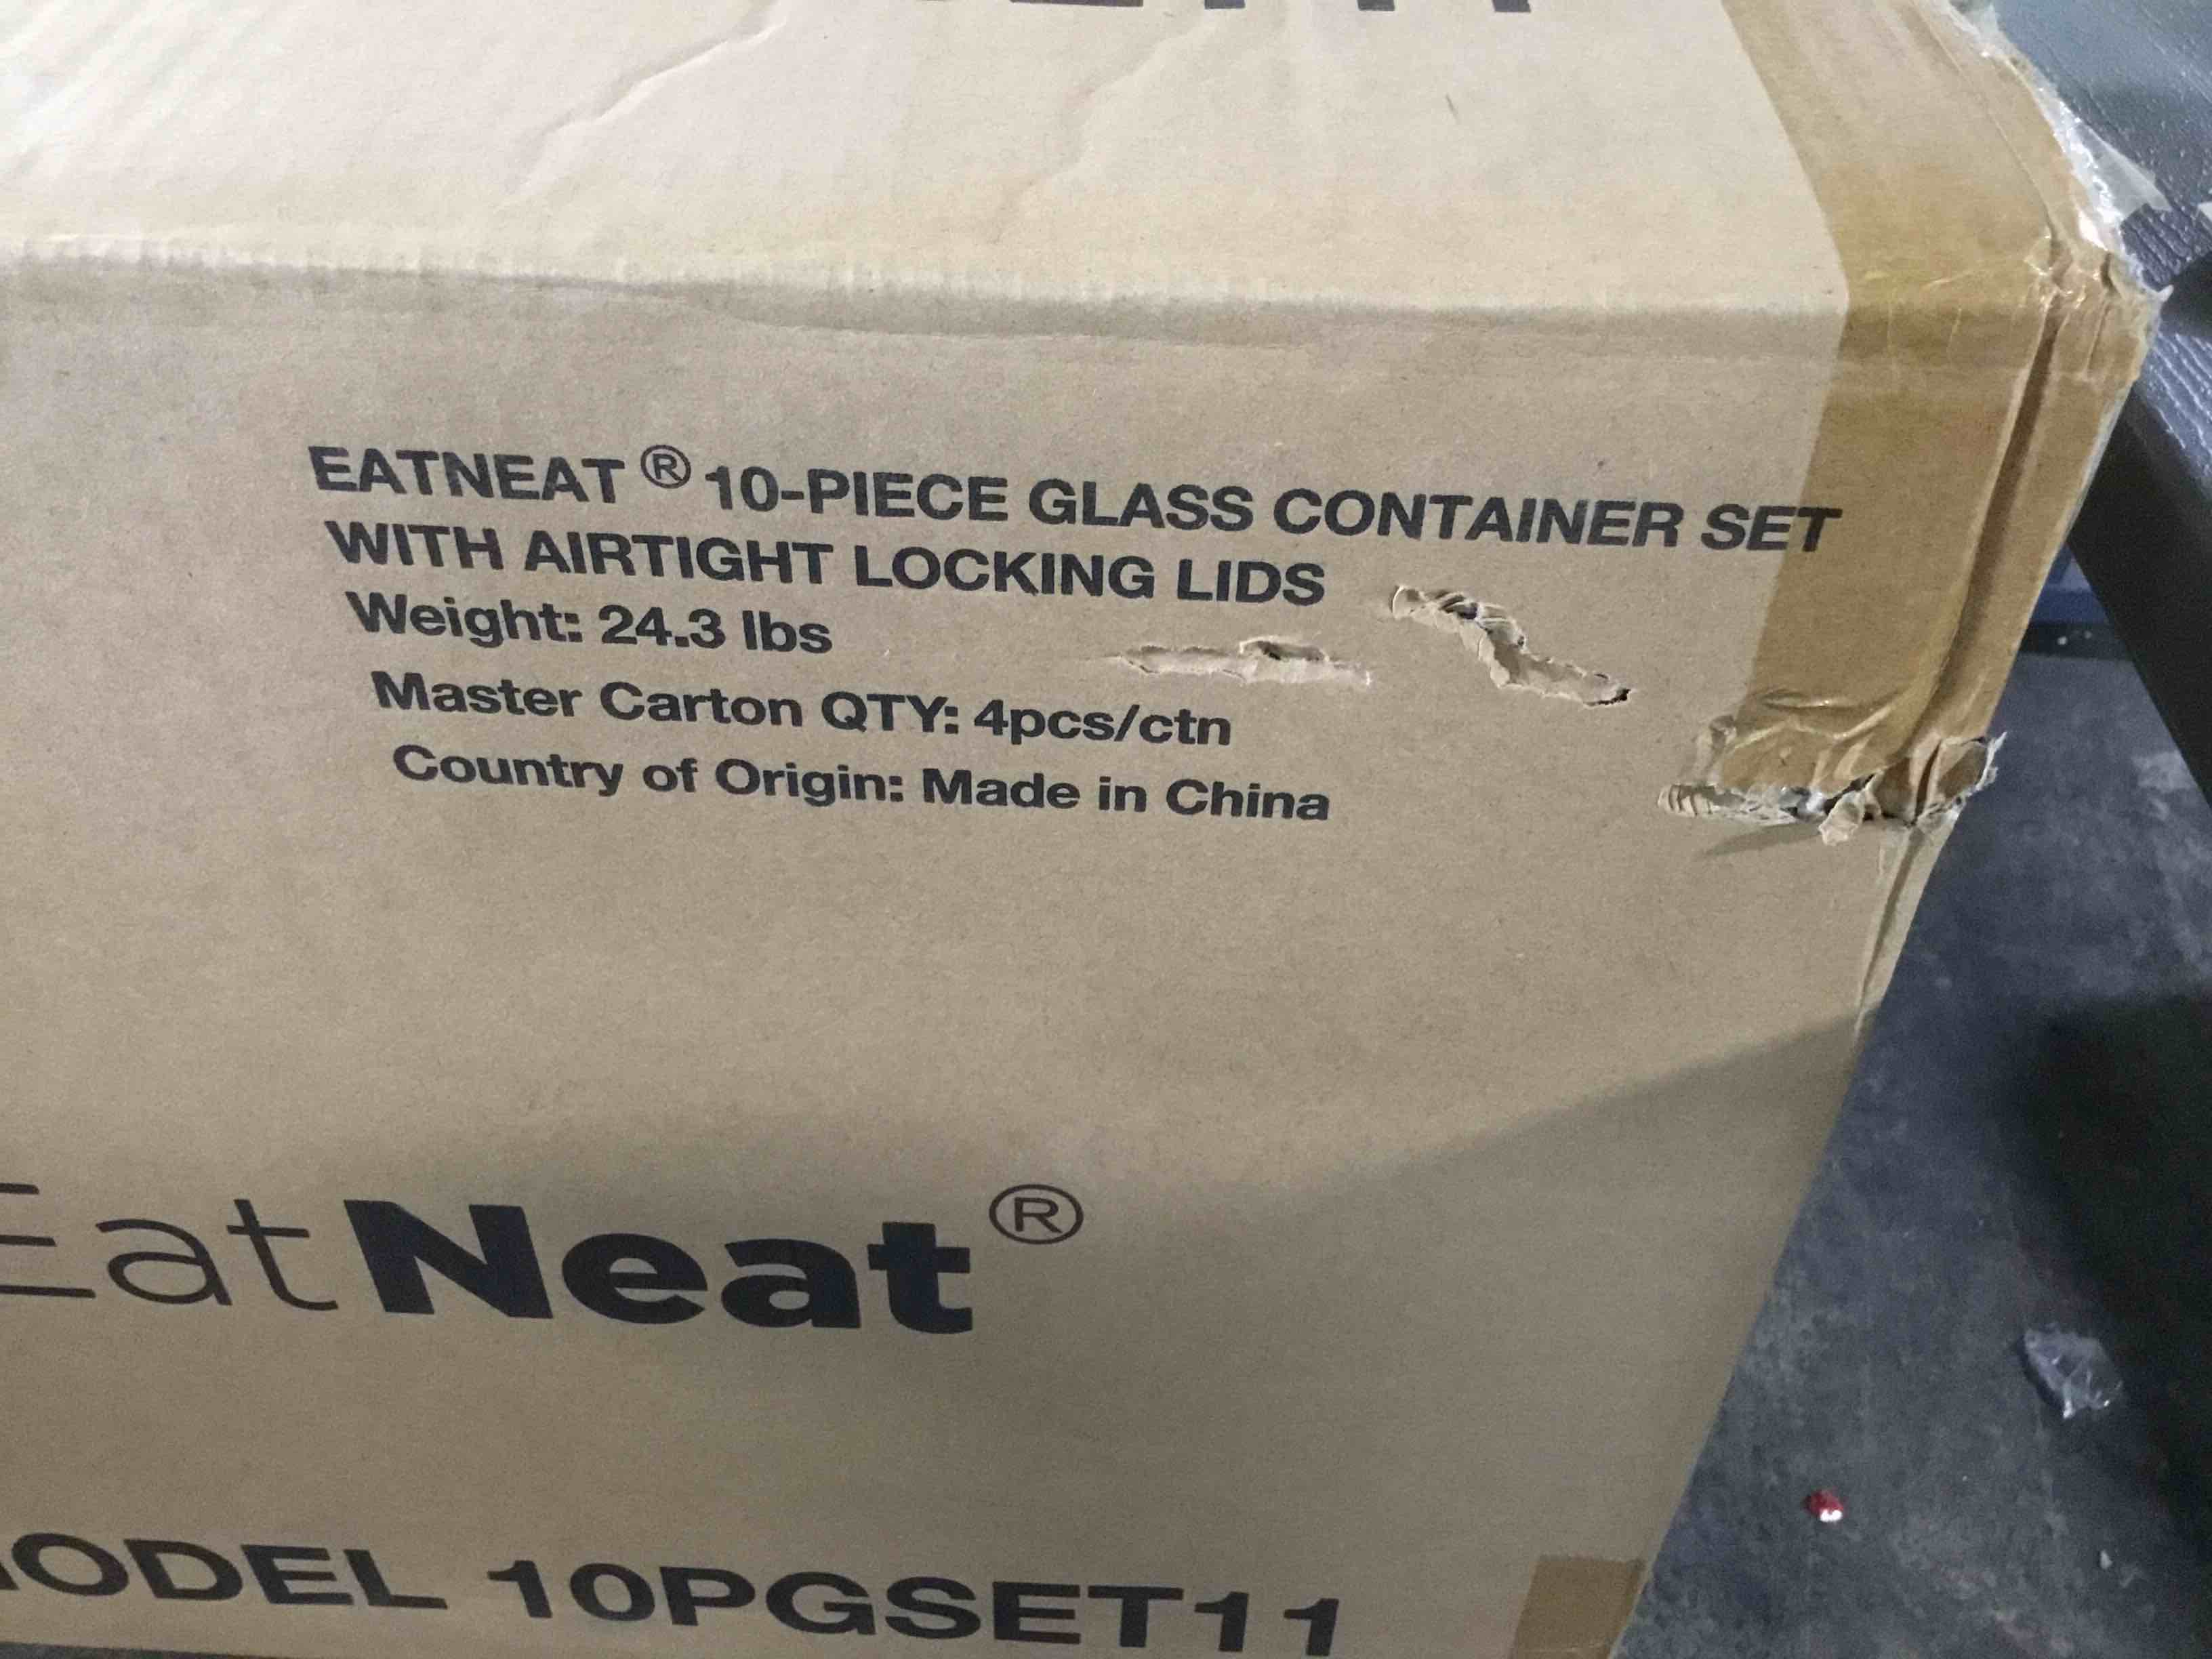 EATNEAT ® 10-PIECE GLASS CONTAINER SET
WITH AIRTIGHT LOCKING LIDS
Weight: 24.3 lbs
Master Carton QTY: 4pcs/ctn
Country of Origin: Made in China
EatNeat®
ODEL 10PGSET11